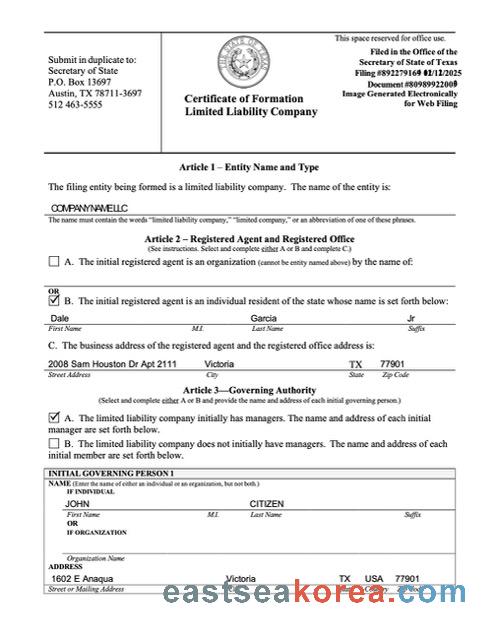 This space reserved for office use.
Submit in duplicate to:
Secretary of State
P.O. Box 13697
Austin, TX 78711-3697
512 463-5555
THE STATE OF TEXAS
Certificate of Formation
Limited Liability Company
Filed in the Office of the
Secretary of State of Texas
Filing #892279169 02/12/2025
Document #8098992200
Image Generated Electronically
for Web Filing
Article 1 – Entity Name and Type
The filing entity being formed is a limited liability company. The name of the entity is:
COMPANYNAMELLC
The name must contain the words “limited liability company,” “limited company,” or an abbreviation of one of these phrases.
Article 2 – Registered Agent and Registered Office
(See instructions. Select and complete either A or B and complete C.)
A. The initial registered agent is an organization (cannot be entity named above) by the name of:
OR
B. The initial registered agent is an individual resident of the state whose name is set forth below:
Dale Garcia Jr
First Name M.I. Last Name Suffix
C. The business address of the registered agent and the registered office address is:
2008 Sam Houston Dr Apt 2111 Victoria TX 77901
Street Address City State Zip Code
Article 3—Governing Authority
(Select and complete either A or B and provide the name and address of each initial governing person.)
A. The limited liability company initially has managers. The name and address of each initial
manager are set forth below.
B. The limited liability company does not initially have managers. The name and address of each
initial member are set forth below.
INITIAL GOVERNING PERSON 1
NAME (Enter the name of either an individual or an organization, but not both.)
IF INDIVIDUAL
JOHN CITIZEN
First Name M.I. Last Name Suffix
OR
IF ORGANIZATION
Organization Name
ADDRESS
1602 E Anaqua Victoria TX USA 77901
Street or Mailing Address
eastseakorea.com